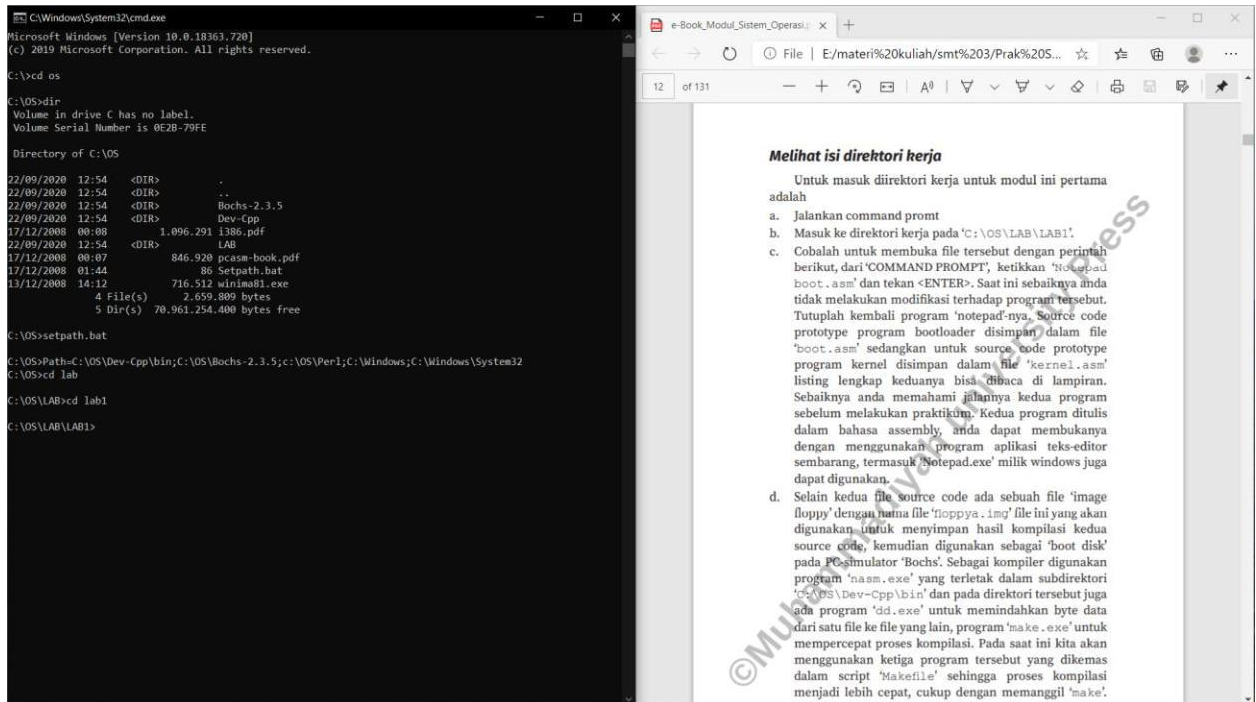 C:\Windows\System32\cmd.exe
Microsoft Windows [Version 10.0.18363.720]
(c) 2019 Microsoft Corporation. All rights reserved.
C:\>cd os
C:\OS>dir
Volume in drive C has no label.
Volume Serial Number is 0E2B-79FE
Directory of C:\OS
22/09/2020 12:54 <DIR> .
22/09/2020 12:54 <DIR> ..
22/09/2020 12:54 <DIR> Bochs-2.3.5
22/09/2020 12:54 <DIR> Dev-Cpp
17/12/2008 00:08 1.096.291 i386.pdf
22/09/2020 12:54 <DIR> LAB
17/12/2008 00:07 846.920 pcasm-book.pdf
17/12/2008 01:44 86 Setpath.bat
13/12/2008 14:12 716.512 winima81.exe
4 File(s) 2.659.809 bytes
5 Dir(s) 70.961.254.400 bytes free
C:\OS>setpath.bat
C:\OS>Path=C:\OS\Dev-Cpp\bin;C:\OS\Bochs-2.3.5;c:\OS\Perl;C:\Windows;C:\Windows\System32
C:\OS>cd lab
C:\OS\LAB>cd lab1
C:\OS\LAB\LAB1>
e-Book_Modul_Sistem_Operasi.p
File | E:/materi%20kuliah/smt%203/Prak%20S...
12 of 131
Melihat isi direktori kerja
Untuk masuk diirektori kerja untuk modul ini pertama
adalah
a. Jalankan command promt
b. Masuk ke direktori kerja pada 'C:\OS\LAB\LAB1'.
c. Cobalah untuk membuka file tersebut dengan perintah
berikut, dari 'COMMAND PROMPT', ketikkan 'Notepad
boot.asm' dan tekan <ENTER>. Saat ini sebaiknya anda
tidak melakukan modifikasi terhadap program tersebut.
Tutuplah kembali program 'notepad'-nya. Source code
prototype program bootloader disimpan dalam file
'boot.asm' sedangkan untuk source code prototype
program kernel disimpan dalam file 'kernel.asm'
listing lengkap keduanya bisa dibaca di lampiran.
Sebaiknya anda memahami jalannya kedua program
sebelum melakukan praktikum. Kedua program ditulis
dalam bahasa assembly, anda dapat membukanya
dengan menggunakan program aplikasi teks-editor
sembarang, termasuk 'Notepad.exe' milik windows juga
dapat digunakan.
d. Selain kedua file source code ada sebuah file 'image
floppy' dengan nama file 'floppya.img' file ini yang akan
digunakan untuk menyimpan hasil kompilasi kedua
source code, kemudian digunakan sebagai 'boot disk'
pada PC-simulator 'Bochs'. Sebagai kompiler digunakan
program 'nasm.exe' yang terletak dalam subdirektori
'C:\OS\Dev-Cpp\bin' dan pada direktori tersebut juga
ada program 'dd.exe' untuk memindahkan byte data
dari satu file ke file yang lain, program 'make.exe' untuk
mempercepat proses kompilasi. Pada saat ini kita akan
menggunakan ketiga program tersebut yang dikemas
dalam script 'Makefile' sehingga proses kompilasi
menjadi lebih cepat, cukup dengan memanggil 'make'.
©Muhammadiyah University Press